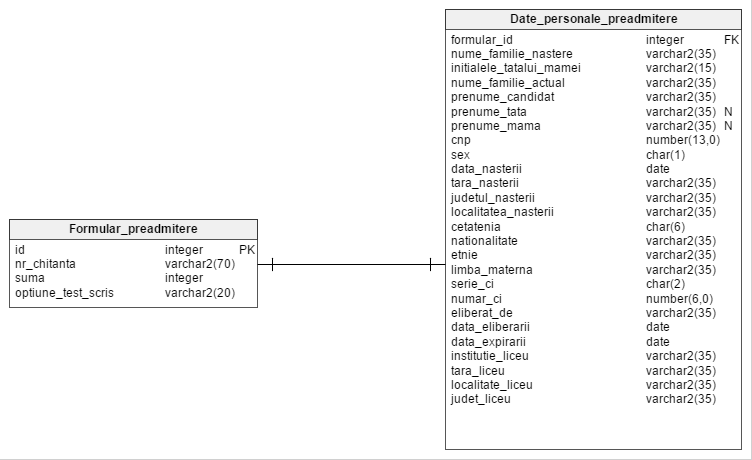 Date_personale_preadmitere
formular_id integer FK
nume_familie_nastere varchar2(35)
initialele_tatalui_mamei varchar2(15)
nume_familie_actual varchar2(35)
prenume_candidat varchar2(35)
prenume_tata varchar2(35) N
prenume_mama varchar2(35) N
cnp number(13,0)
sex char(1)
data_nasterii date
tara_nasterii varchar2(35)
judetul_nasterii varchar2(35)
localitatea_nasterii varchar2(35)
cetatenia char(6)
nationalitate varchar2(35)
etnie varchar2(35)
limba_materna varchar2(35)
serie_ci char(2)
numar_ci number(6,0)
eliberat_de varchar2(35)
data_eliberarii date
data_expirarii date
institutie_liceu varchar2(35)
tara_liceu varchar2(35)
localitate_liceu varchar2(35)
judet_liceu varchar2(35)
Formular_preadmitere
id integer PK
nr_chitanta varchar2(70)
suma integer
optiune_test_scris varchar2(20)